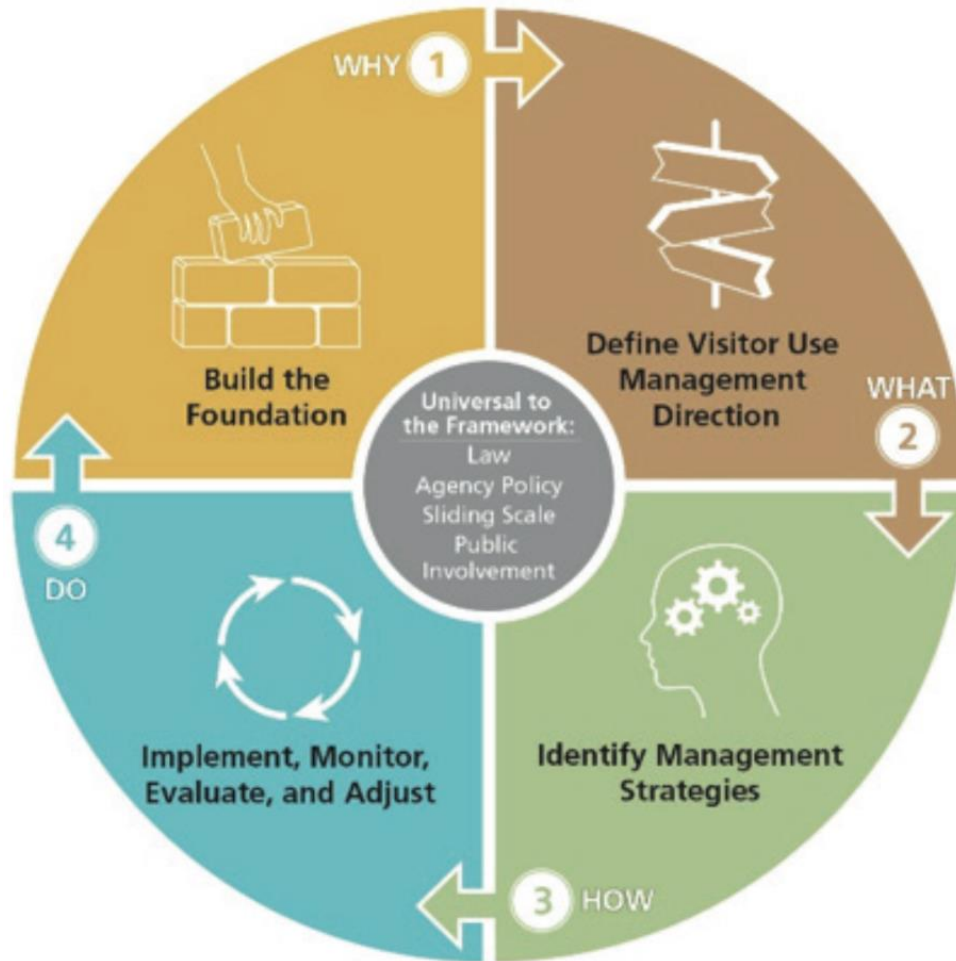 WHY 1
Build the
Foundation
Define Visitor Use
Management
Direction
WHAT
2
Universal to
the Framework:
Law
Agency Policy
Sliding Scale
Public
Involvement
4
DO
Implement, Monitor,
Evaluate, and Adjust
Identify Management
Strategies
3 HOW